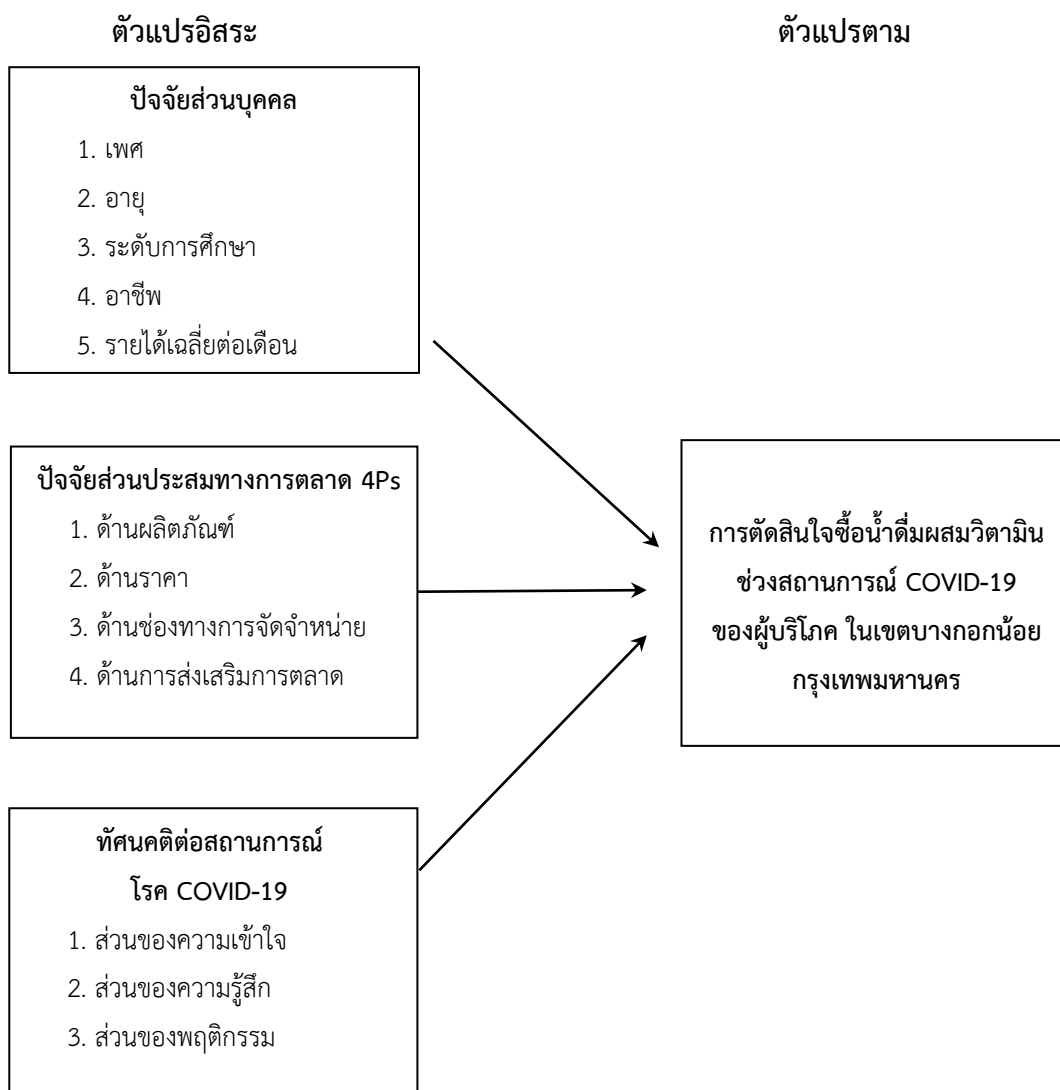 ตัวแปรอิสระ
ตัวแปรตาม
ปัจจัยส่วนบุคคล
1. เพศ
2. อายุ
3. ระดับการศึกษา
4. อาชีพ
5. รายได้เฉลี่ยต่อเดือน
ปัจจัยส่วนประสมทางการตลาด 4Ps
1. ด้านผลิตภัณฑ์
2. ด้านราคา
3. ด้านช่องทางการจัดจำหน่าย
4. ด้านการส่งเสริมการตลาด
การตัดสินใจซื้อน้ำดื่มผสมวิตามิน
ช่วงสถานการณ์ COVID-19
ของผู้บริโภค ในเขตบางกอกน้อย
กรุงเทพมหานคร
ทัศนคติต่อสถานการณ์
โรค COVID-19
1. ส่วนของความเข้าใจ
2. ส่วนของความรู้สึก
3. ส่วนของพฤติกรรม